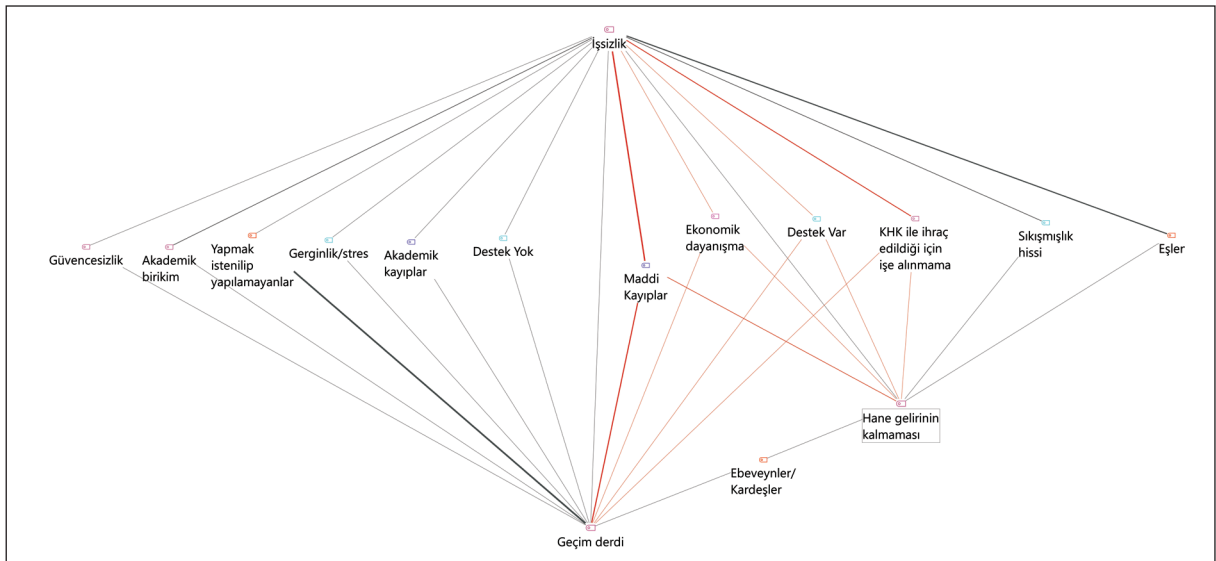 İşsizlik
Güvencesizlik
Akademik
birikim
Yapmak
istenilip
yapılamayanlar
Gerginlik/stres
Akademik
kayıplar
Destek Yok
Maddi
Kayıplar
Ekonomik
dayanışma
Destek Var
KHK ile ihraç
edildiği için
işe alınmama
Sıkışmışlık
hissi
Eşler
Hane gelirinin
kalmaması
Ebeveynler/
Kardeşler
Geçim derdi